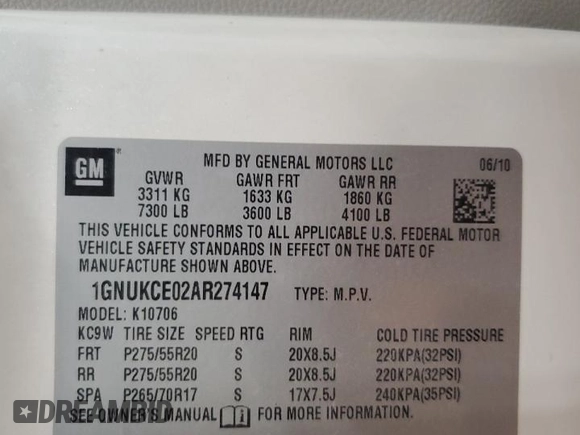 GM
MFD BY GENERAL MOTORS LLC 06/10
GVWR GAWR FRT GAWR RR
3311 KG 1633 KG 1860 KG
7300 LB 3600 LB 4100 LB
THIS VEHICLE CONFORMS TO ALL APPLICABLE U.S. FEDERAL MOTOR
VEHICLE SAFETY STANDARDS IN EFFECT ON THE DATE OF
MANUFACTURE SHOWN ABOVE.
1GNUKCE02AR274147 TYPE: M.P.V.
MODEL: K10706
KC9W TIRE SIZE SPEED RTG RIM COLD TIRE PRESSURE
FRT P275/55R20 S 20X8.5J 220KPA(32PSI)
RR P275/55R20 S 20X8.5J 220KPA(32PSI)
SPA P265/70R17 S 17X7.5J 240KPA(35PSI)
SEE OWNER'S MANUAL FOR MORE INFORMATION.
DREAMBID